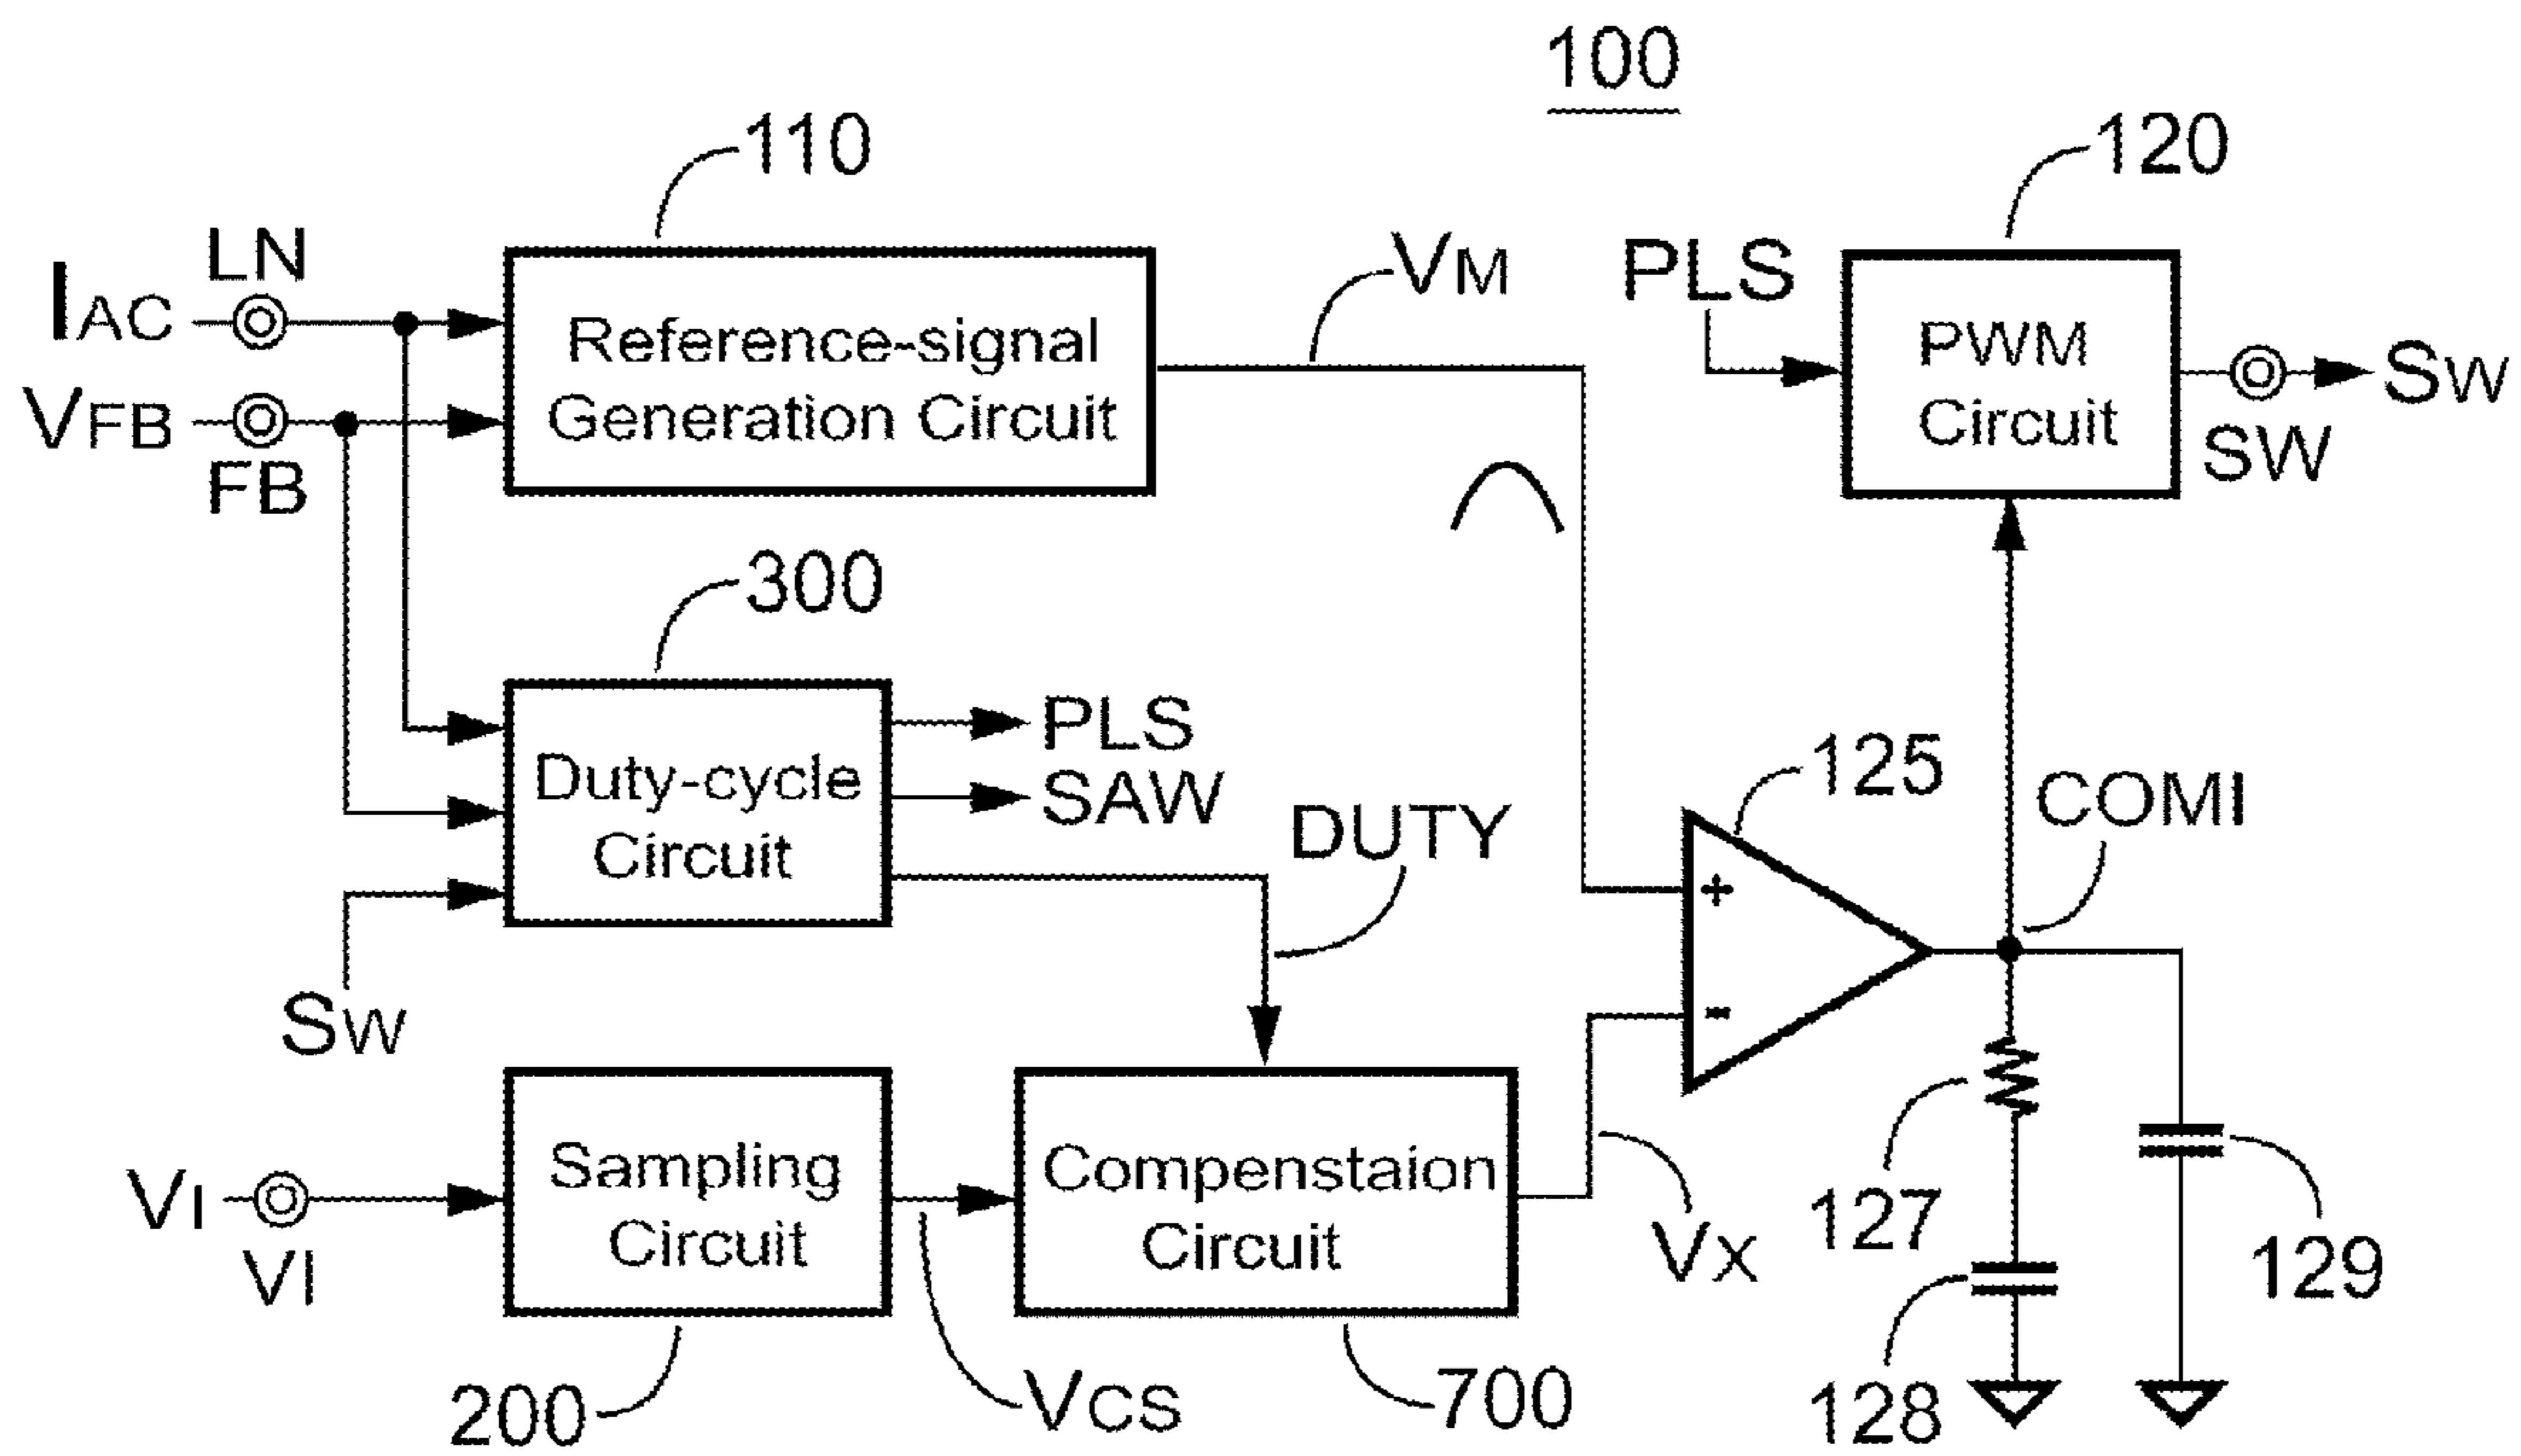 100
110
120
LN
IAC
VFB
FB
Reference-signal
Generation Circuit
VM
PLS
PWM
Circuit
SW
SW
300
Duty-cycle
Circuit
PLS
SAW
DUTY
SW
125
+
-
COMI
VI
VI
Sampling
Circuit
200
VCS
Compenstaion
Circuit
700
VX
127
128
129